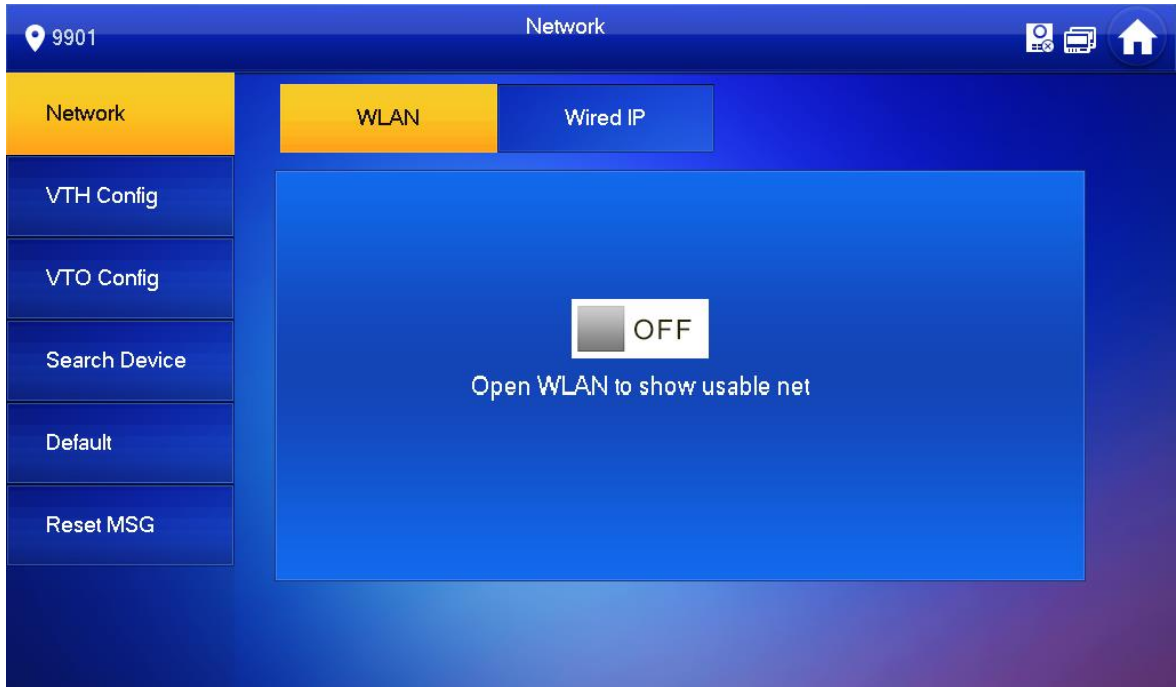 9901
Network
Network
VTH Config
VTO Config
Search Device
Default
Reset MSG
WLAN
Wired IP
OFF
Open WLAN to show usable net